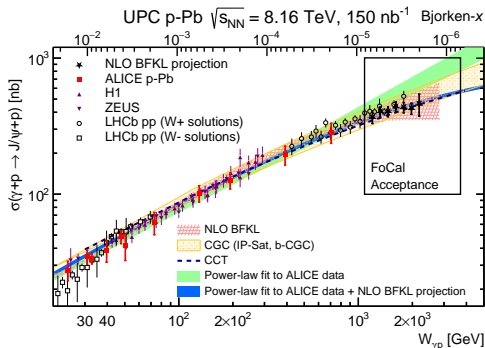 UPC p-Pb √s_NN = 8.16 TeV, 150 nb⁻¹ Bjorken-x
10⁻² 10⁻³ 10⁻⁴ 10⁻⁵ 10⁻⁶
σ(γ+p → J/ψ+p) [nb]
10³
10²
NLO BFKL projection
ALICE p-Pb
H1
ZEUS
LHCb pp (W+ solutions)
LHCb pp (W- solutions)
FoCal
Acceptance
NLO BFKL
CGC (IP-Sat, b-CGC)
CCT
Power-law fit to ALICE data
Power-law fit to ALICE data + NLO BFKL projection
30 40 10² 2×10² 10³ 2×10³
W_γp [GeV]